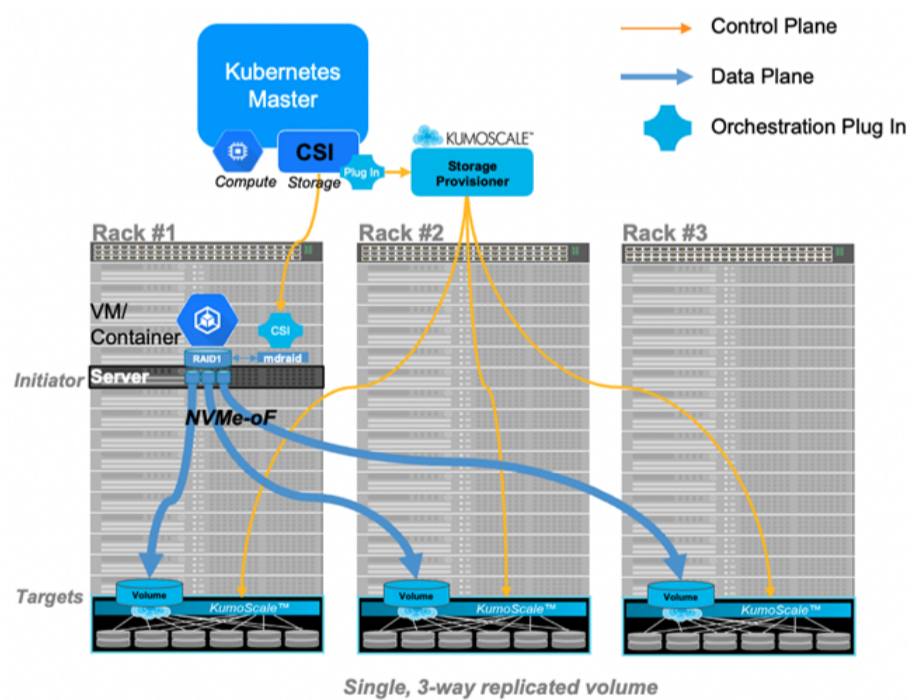 Control Plane
Data Plane
Orchestration Plug In
Kubernetes
Master
CSI
Compute
Storage
Plug In
KUMOSCALE™
Storage
Provisioner
Rack #1
Rack #2
Rack #3
VM/
Container
CSI
RAID1
mdraid
Initiator
Server
NVMe-oF
Targets
Volume
KumoScale™
Volume
KumoScale™
Volume
KumoScale™
Single, 3-way replicated volume